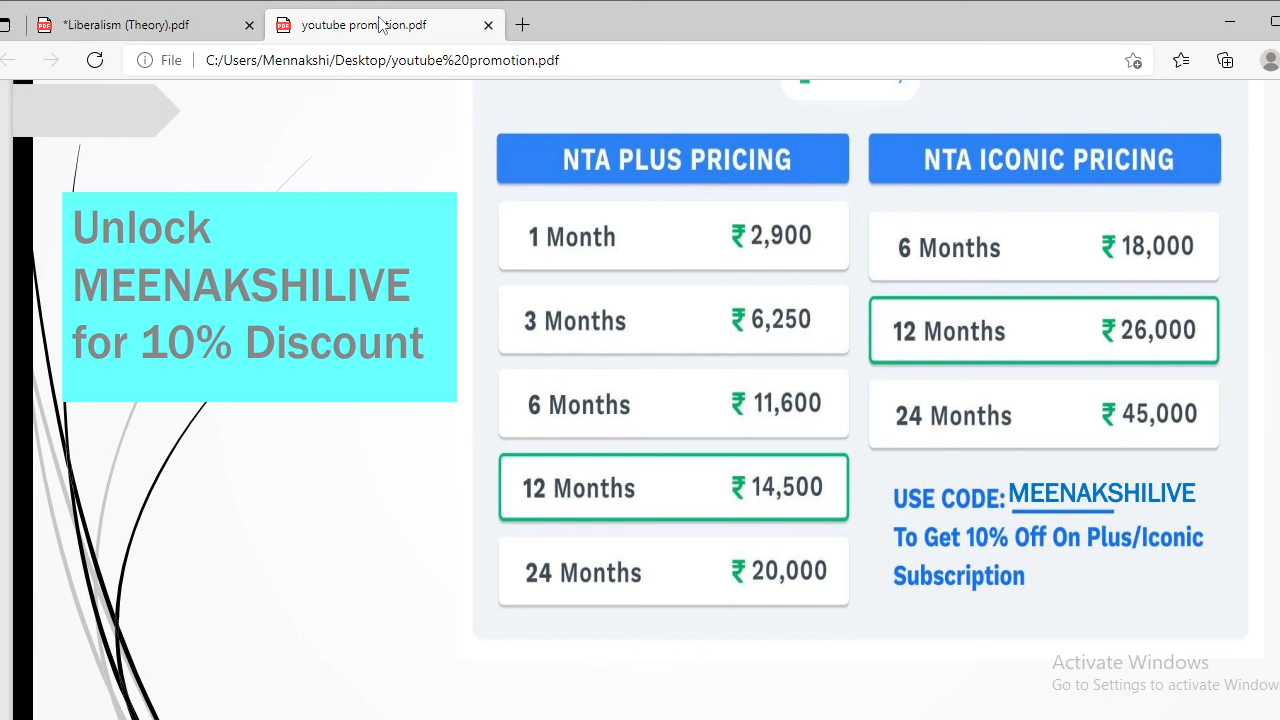 *Liberalism (Theory).pdf
youtube promotion.pdf
File
C:/Users/Mennakshi/Desktop/youtube%20promotion.pdf
Unlock
MEENAKSHILIVE
for 10% Discount
NTA PLUS PRICING
1 Month ₹ 2,900
3 Months ₹ 6,250
6 Months ₹ 11,600
12 Months ₹ 14,500
24 Months ₹ 20,000
NTA ICONIC PRICING
6 Months ₹ 18,000
12 Months ₹ 26,000
24 Months ₹ 45,000
USE CODE: MEENAKSHILIVE
To Get 10% Off On Plus/Iconic
Subscription
Activate Windows
Go to Settings to activate Window